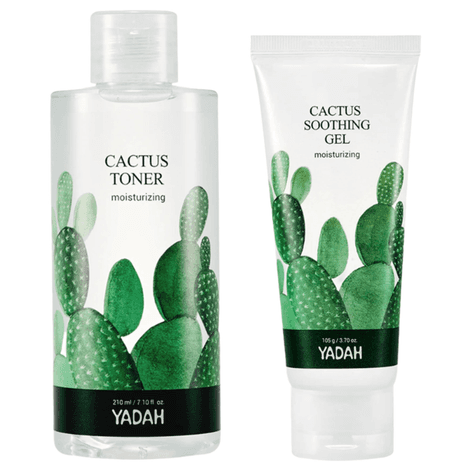 CACTUS
TONER
moisturizing
210 ml / 7.10 fl. oz.
YADAH
CACTUS
SOOTHING
GEL
moisturizing
105 g / 3.70 oz.
YADAH